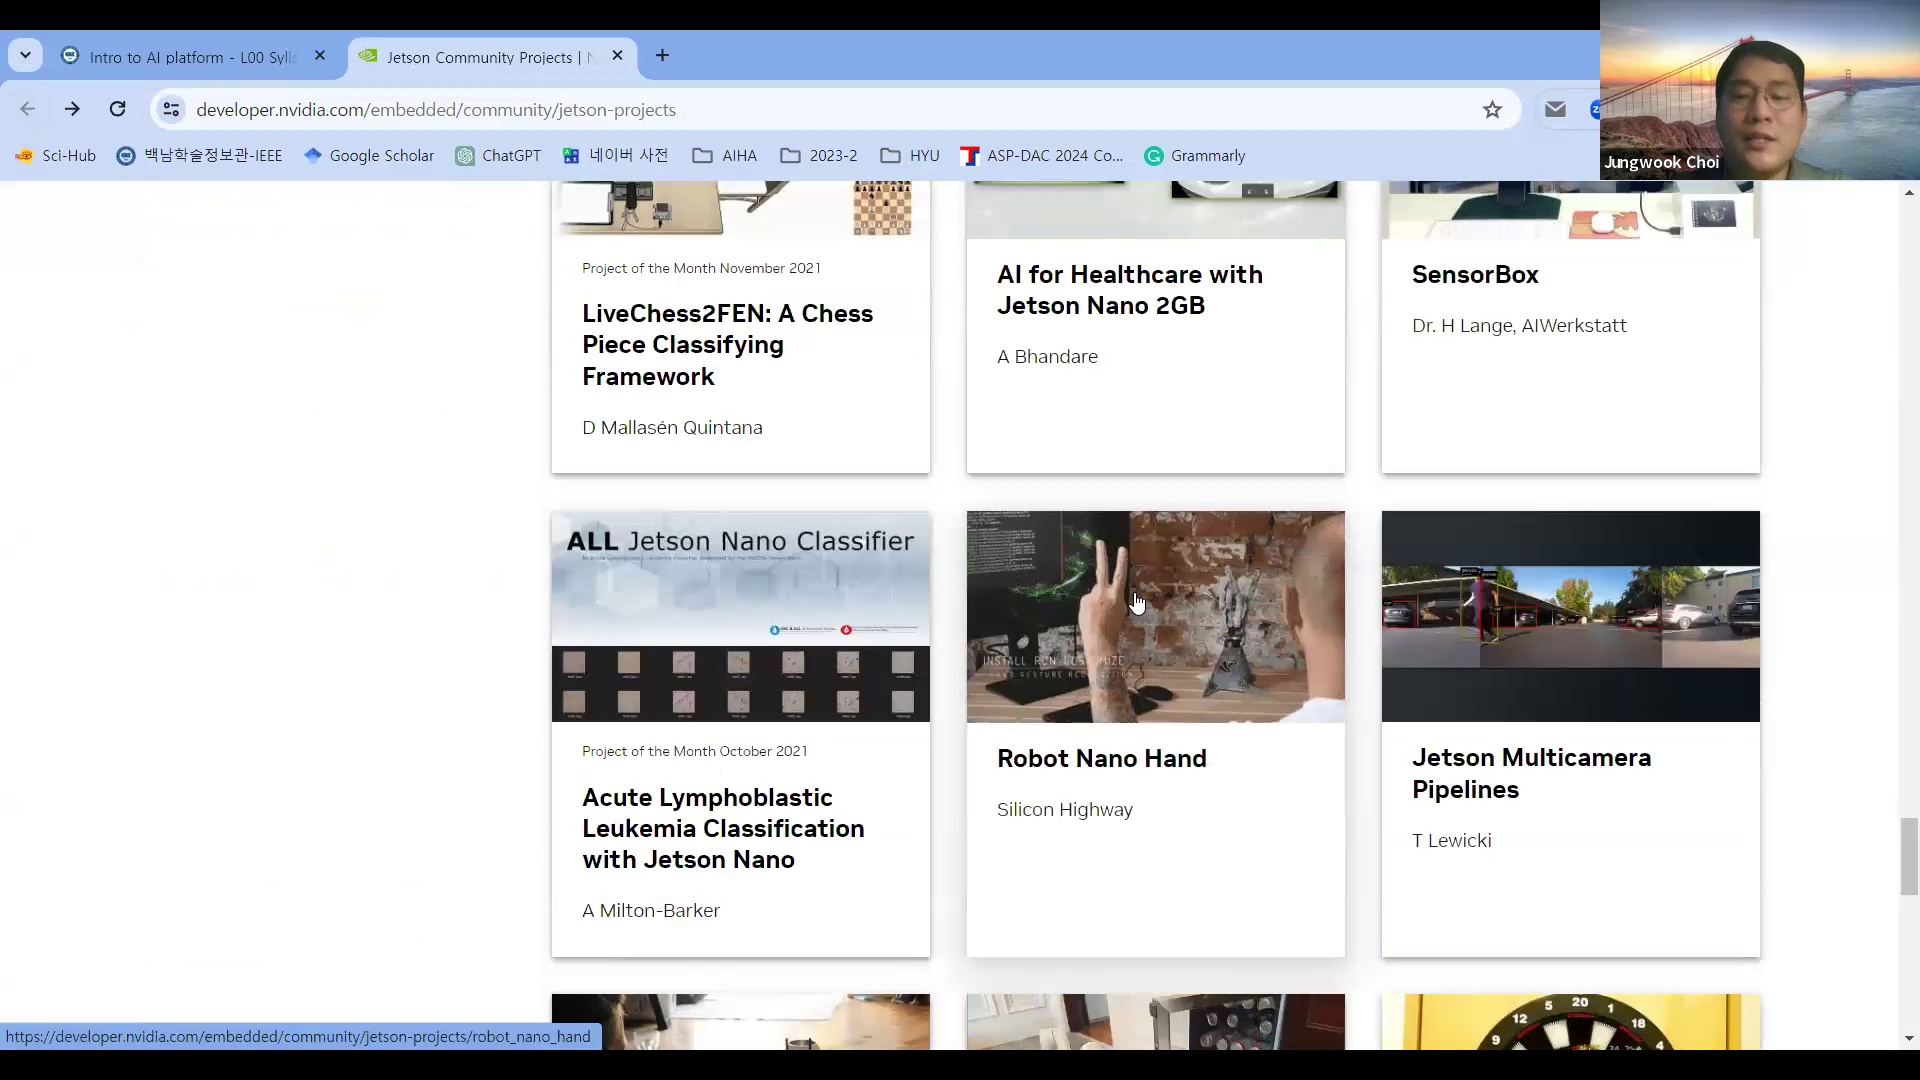 Intro to AI platform - L00 Sylla
Jetson Community Projects | N
developer.nvidia.com/embedded/community/jetson-projects
Sci-Hub
백남학술정보관-IEEE
Google Scholar
ChatGPT
네이버 사전
AIHA
2023-2
HYU
ASP-DAC 2024 Co...
Grammarly
Jungwook Choi
Project of the Month November 2021
LiveChess2FEN: A Chess
Piece Classifying
Framework
D Mallasén Quintana
AI for Healthcare with
Jetson Nano 2GB
A Bhandare
SensorBox
Dr. H Lange, AIWerkstatt
ALL Jetson Nano Classifier
Project of the Month October 2021
Acute Lymphoblastic
Leukemia Classification
with Jetson Nano
A Milton-Barker
INSTALL RUN CUSTOMIZE
HAND GESTURE RECOGNITION
Robot Nano Hand
Silicon Highway
Jetson Multicamera
Pipelines
T Lewicki
5 20 1
12 18
9 4
https://developer.nvidia.com/embedded/community/jetson-projects/robot_nano_hand